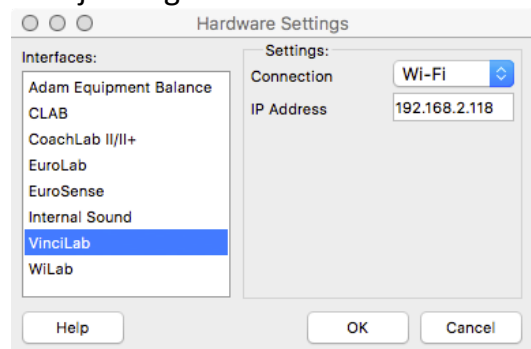 Hardware Settings
Interfaces:
Adam Equipment Balance
CLAB
CoachLab II/II+
EuroLab
EuroSense
Internal Sound
VinciLab
WiLab
Settings:
Connection
Wi-Fi
IP Address
192.168.2.118
Help
OK
Cancel